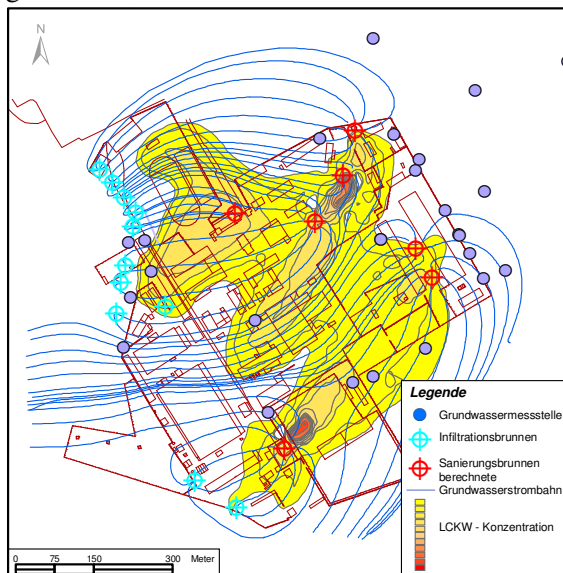 N
Legende
Grundwassermessstelle
Infiltrationsbrunnen
Sanierungsbrunnen
berechnete
Grundwasserstrombahn
LCKW - Konzentration
0 75 150 300 Meter